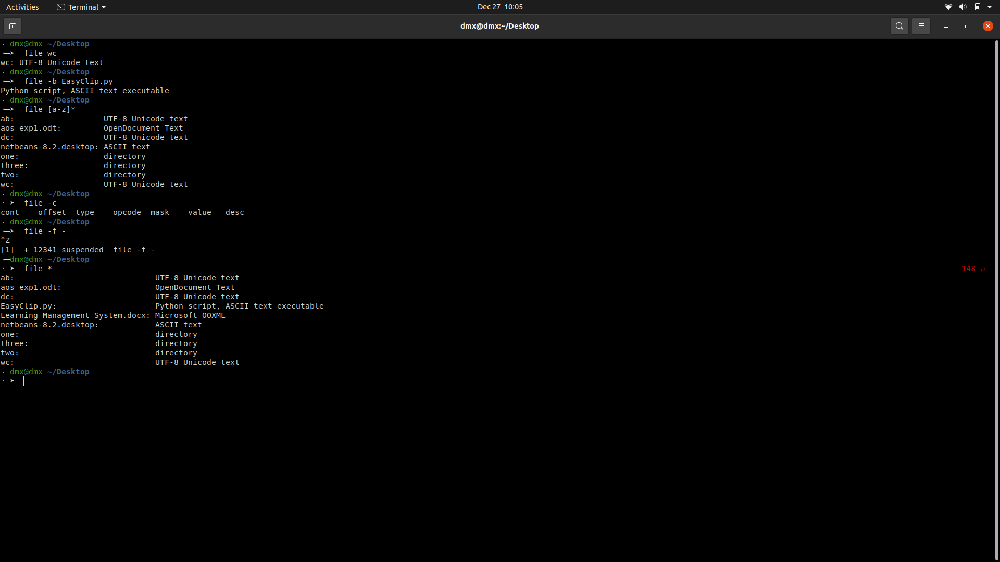 Activities Terminal Dec 27 10:05
dmx@dmx:~/Desktop
dmx@dmx ~/Desktop
file wc
wc: UTF-8 Unicode text
dmx@dmx ~/Desktop
file -b EasyClip.py
Python script, ASCII text executable
dmx@dmx ~/Desktop
file [a-z]*
ab: UTF-8 Unicode text
aos exp1.odt: OpenDocument Text
dc: UTF-8 Unicode text
netbeans-8.2.desktop: ASCII text
one: directory
three: directory
two: directory
wc: UTF-8 Unicode text
dmx@dmx ~/Desktop
file -c
cont offset type opcode mask value desc
dmx@dmx ~/Desktop
file -f -
^Z
[1] + 12341 suspended file -f -
dmx@dmx ~/Desktop
file * 148 ↵
ab: UTF-8 Unicode text
aos exp1.odt: OpenDocument Text
dc: UTF-8 Unicode text
EasyClip.py: Python script, ASCII text executable
Learning Management System.docx: Microsoft OOXML
netbeans-8.2.desktop: ASCII text
one: directory
three: directory
two: directory
wc: UTF-8 Unicode text
dmx@dmx ~/Desktop